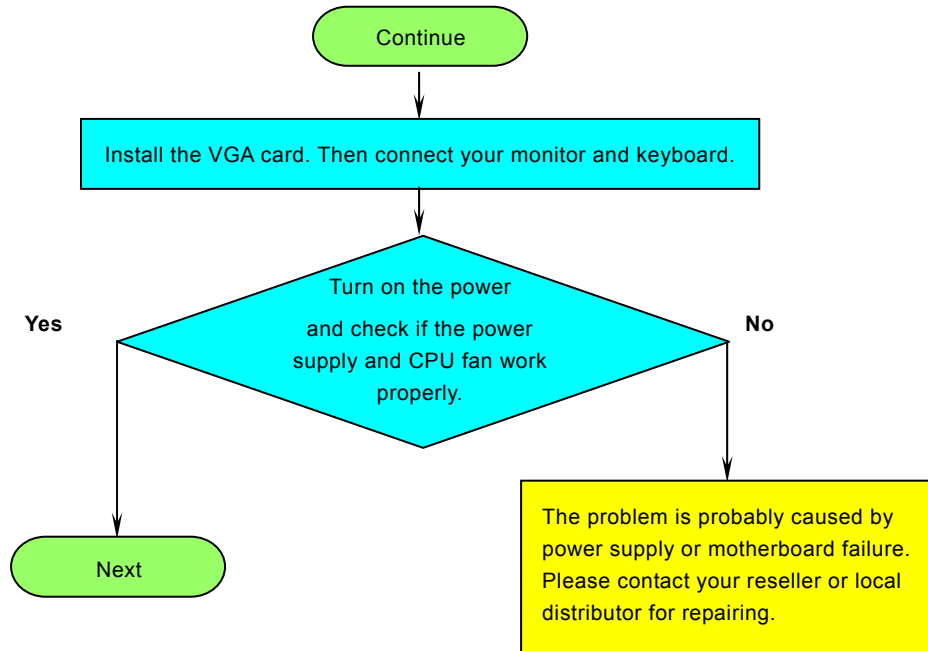 Continue
Install the VGA card. Then connect your monitor and keyboard.
Turn on the power
and check if the power
supply and CPU fan work
properly.
Yes
No
Next
The problem is probably caused by
power supply or motherboard failure.
Please contact your reseller or local
distributor for repairing.